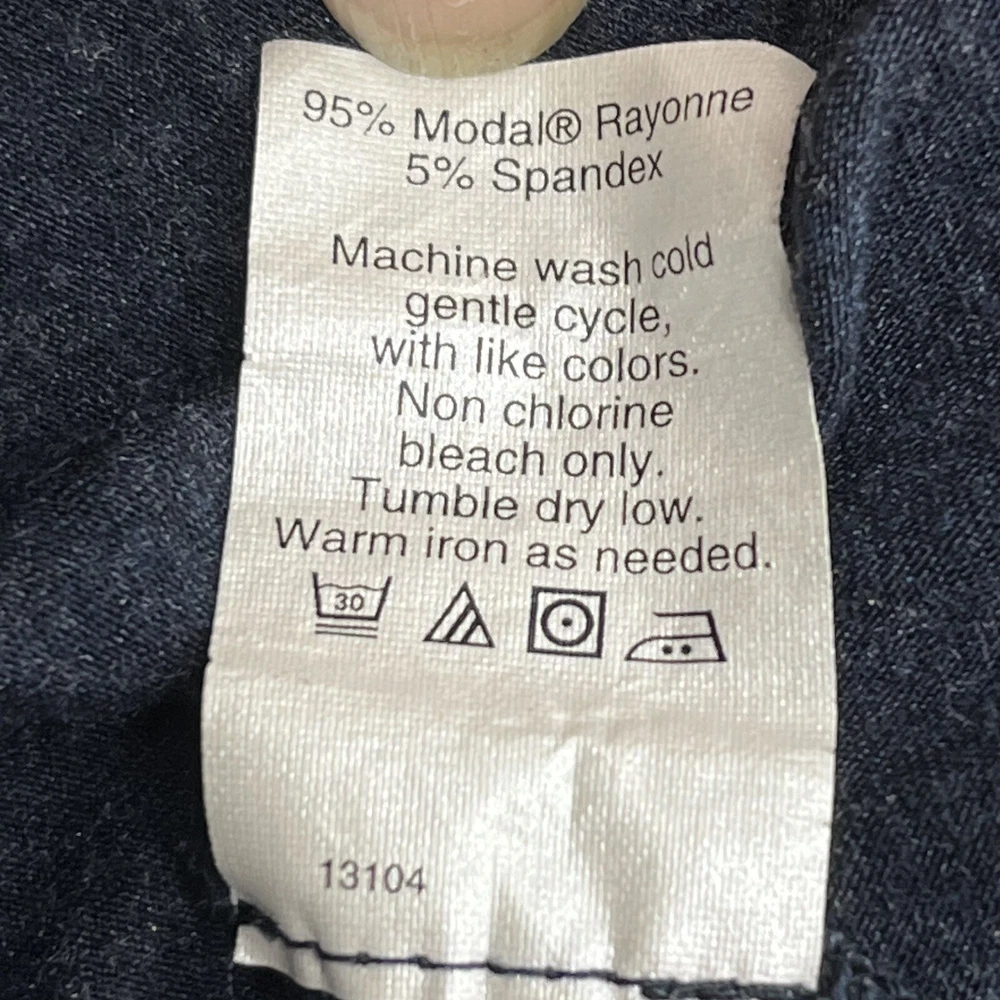 95% Modal® Rayonne
5% Spandex
Machine wash cold
gentle cycle,
with like colors.
Non chlorine
bleach only.
Tumble dry low.
Warm iron as needed.
30
13104